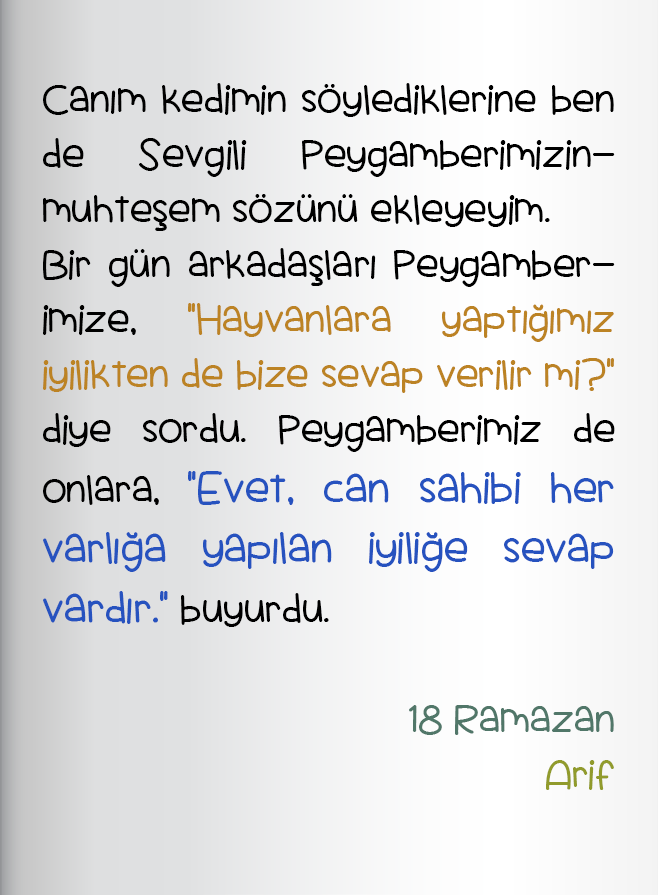 Canım kedimin söylediklerine ben
de Sevgili Peygamberimizin-
muhteşem sözünü ekleyeyim.
Bir gün arkadaşları Peygamber-
imize, "Hayvanlara yaptığımız
iyilikten de bize sevap verilir mi?"
diye sordu. Peygamberimiz de
onlara, "Evet, can sahibi her
varlığa yapılan iyiliğe sevap
vardır." buyurdu.
18 Ramazan
Arif